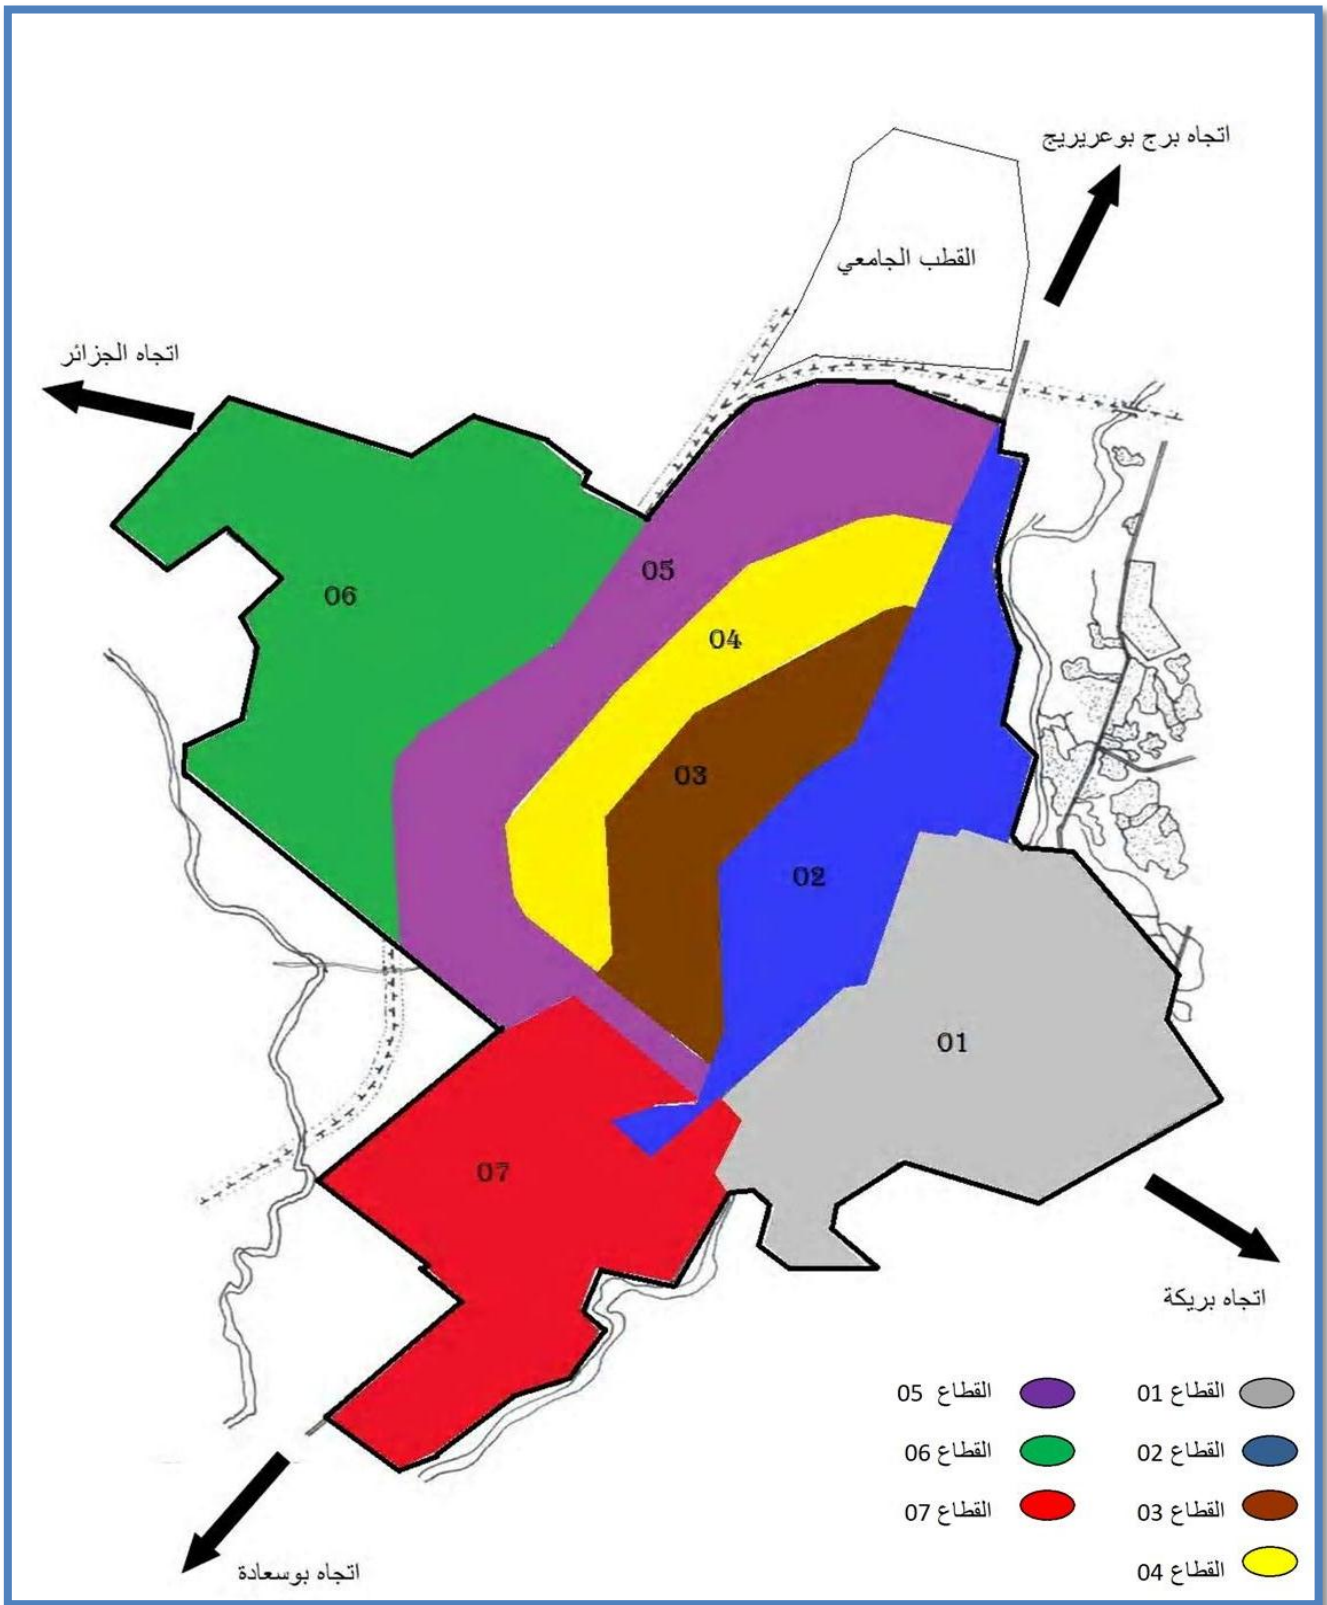 اتجاه برج بوعريريج
القطب الجامعي
اتجاه الجزائر
05
06
04
03
02
01
07
اتجاه بريكة
القطاع 01
القطاع 05
القطاع 02
القطاع 06
القطاع 03
القطاع 07
القطاع 04
اتجاه بوسعادة